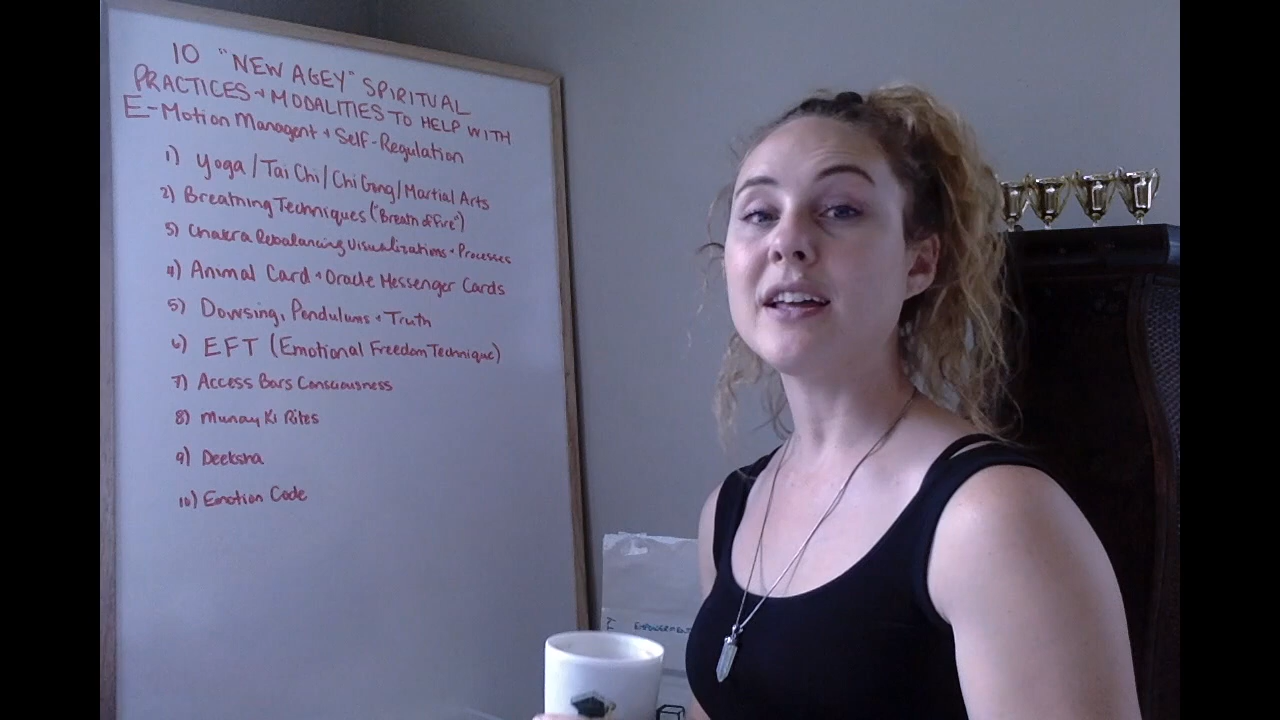 10 "NEW AGEY" SPIRITUAL
PRACTICES + MODALITIES TO HELP WITH
E-Motion Managent + Self-Regulation
1) Yoga / Tai Chi / Chi Gong / Martial Arts
2) Breathing Techniques ("Breath of Fire")
3) Chakra Rebalancing Visualizations + Processes
4) Animal Card + Oracle Messenger Cards
5) Dowsing, Pendulums + Truth
6) EFT (Emotional Freedom Technique)
7) Access Bars Consciousness
8) Munay Ki Rites
9) Deeksha
10) Emotion Code
EMPOWERMENT